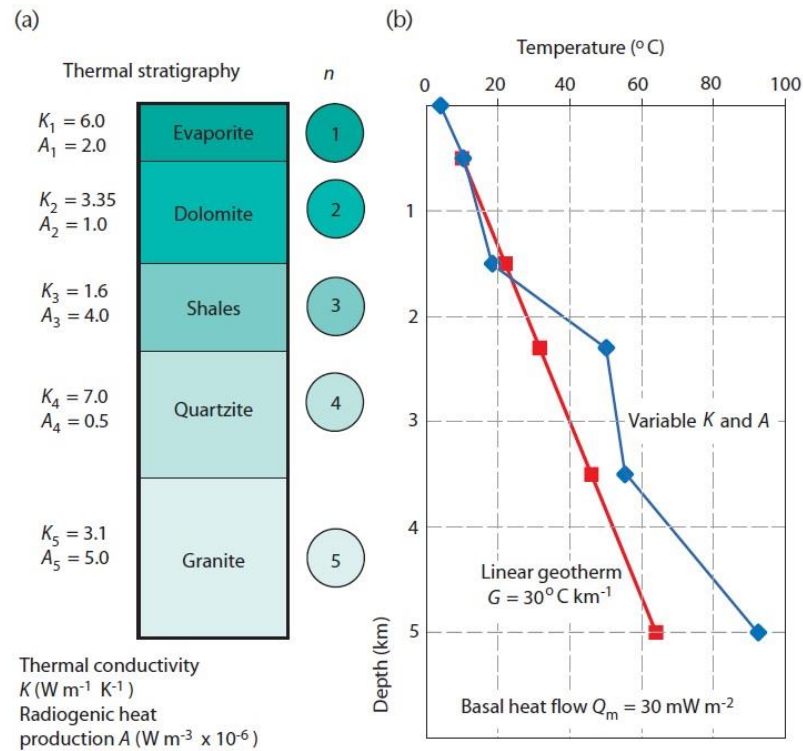 (a)
Thermal stratigraphy
n
K1 = 6.0
A1 = 2.0
Evaporite
1
K2 = 3.35
A2 = 1.0
Dolomite
2
K3 = 1.6
A3 = 4.0
Shales
3
K4 = 7.0
A4 = 0.5
Quartzite
4
K5 = 3.1
A5 = 5.0
Granite
5
Thermal conductivity
K (W m-1 K-1 )
Radiogenic heat
production A (W m-3 x 10-6 )
(b)
Temperature (o C)
0 20 40 60 80 100
1
2
3
4
5
Depth (km)
Variable K and A
Linear geotherm
G = 30o C km-1
Basal heat flow Qm = 30 mW m-2